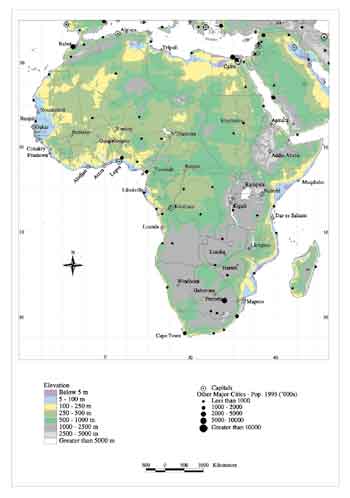 Algiers
Rabat
Tripoli
Cairo
Nouakchott
Khartoum
Dakar
Bamako
Niamey
Ouagadougou
N'Djamena
Asmara
Addis Ababa
Conakry
Freetown
Abidjan
Accra
Lagos
Yaounde
Libreville
Kampala
Nairobi
Mogadishu
Kigali
Kinshasa
Dar es Salaam
Luanda
Lilongwe
Lusaka
Harare
Windhoek
Gaborone
Pretoria
Maputo
Cape Town
N
Elevation
Below 5 m
5 - 100 m
100 - 250 m
250 - 500 m
500 - 1000 m
1000 - 2500 m
2500 - 5000 m
Greater than 5000 m
Capitals
Other Major Cities - Pop. 1995 ('000s)
Less than 1000
1000 - 2000
2000 - 5000
5000 - 10000
Greater than 10000
500 0 500 1000 Kilometers